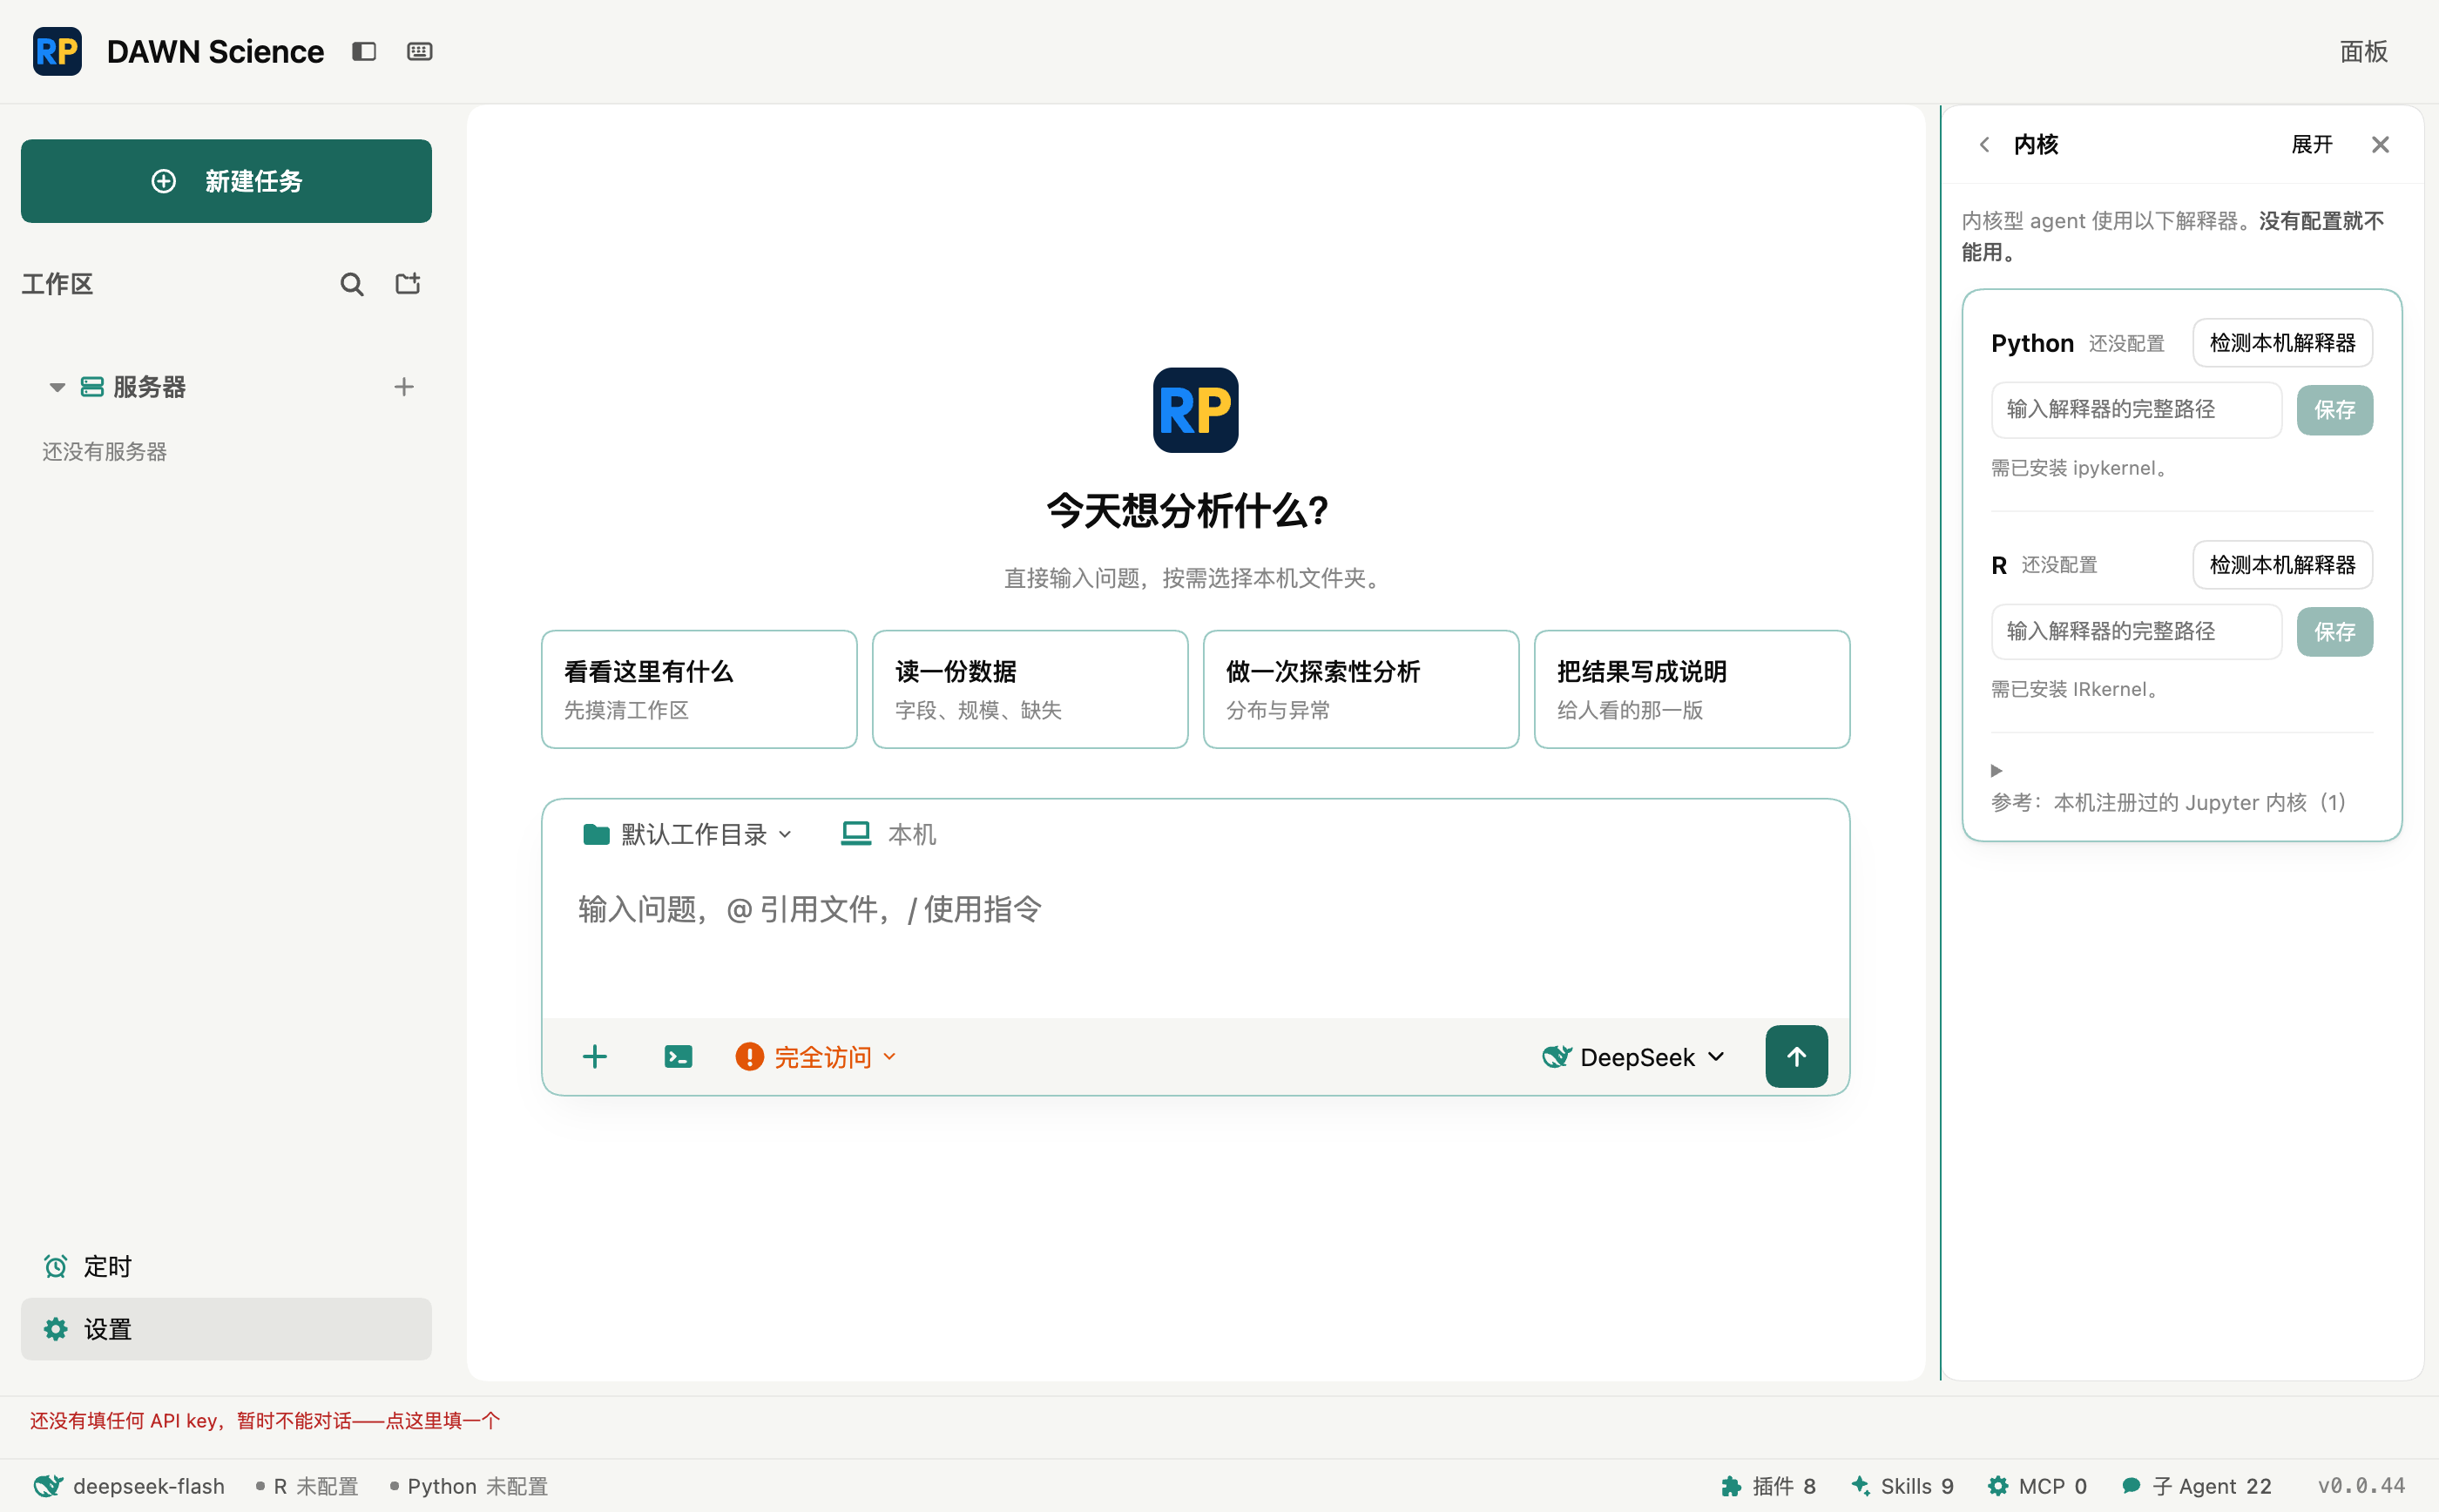 RP DAWN Science
面板
新建任务
工作区
服务器
还没有服务器
定时
设置
RP
今天想分析什么?
直接输入问题，按需选择本机文件夹。
看看这里有什么
先摸清工作区
读一份数据
字段、规模、缺失
做一次探索性分析
分布与异常
把结果写成说明
给人看的那一版
默认工作目录 本机
输入问题，@ 引用文件，/ 使用指令
完全访问
DeepSeek
内核 展开
内核型 agent 使用以下解释器。没有配置就不
能用。
Python 还没配置 检测本机解释器
输入解释器的完整路径 保存
需已安装 ipykernel。
R 还没配置 检测本机解释器
输入解释器的完整路径 保存
需已安装 IRkernel。
参考：本机注册过的 Jupyter 内核（1）
还没有填任何 API key，暂时不能对话——点这里填一个
deepseek-flash R 未配置 Python 未配置
插件 8 Skills 9 MCP 0 子 Agent 22 v0.0.44